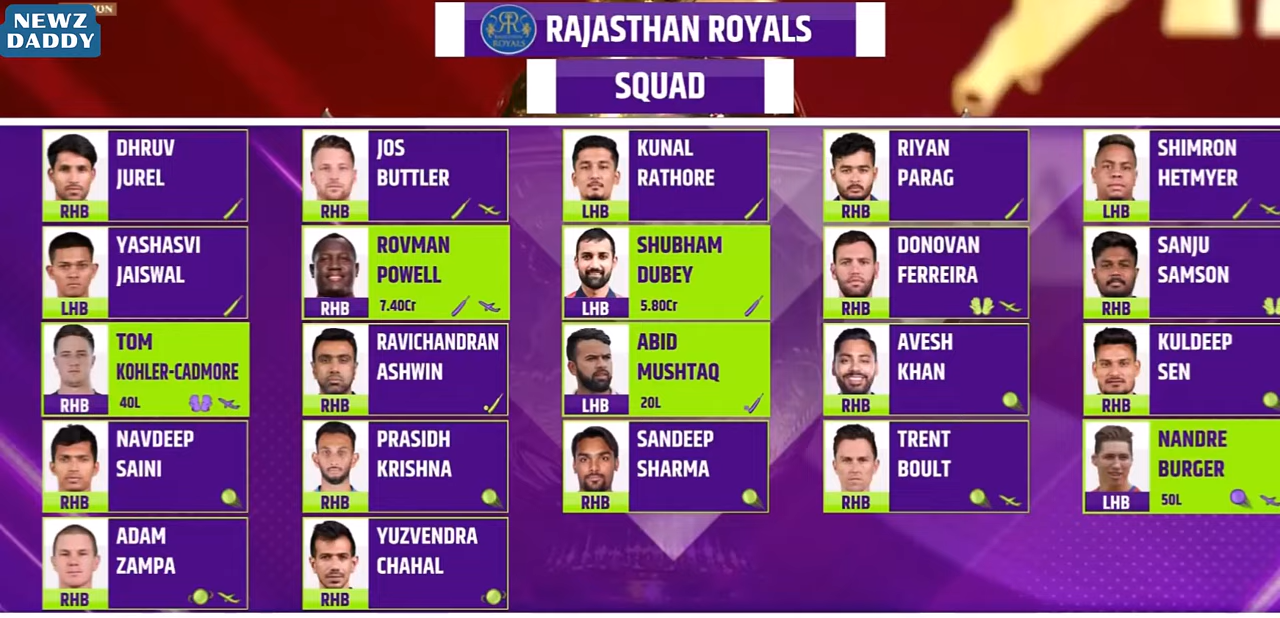 NEWZ
DADDY
ON
RAJASTHAN ROYALS
SQUAD
DHRUV
JUREL
RHB
JOS
BUTTLER
RHB
KUNAL
RATHORE
LHB
RIYAN
PARAG
RHB
SHIMRON
HETMYER
LHB
YASHASVI
JAISWAL
LHB
ROVMAN
POWELL
7.40Cr
RHB
SHUBHAM
DUBEY
5.80Cr
LHB
DONOVAN
FERREIRA
RHB
SANJU
SAMSON
RHB
TOM
KOHLER-CADMORE
40L
RHB
RAVICHANDRAN
ASHWIN
RHB
ABID
MUSHTAQ
20L
LHB
AVESH
KHAN
RHB
KULDEEP
SEN
RHB
NAVDEEP
SAINI
RHB
PRASIDH
KRISHNA
RHB
SANDEEP
SHARMA
RHB
TRENT
BOULT
RHB
NANDRE
BURGER
50L
LHB
ADAM
ZAMPA
RHB
YUZVENDRA
CHAHAL
RHB